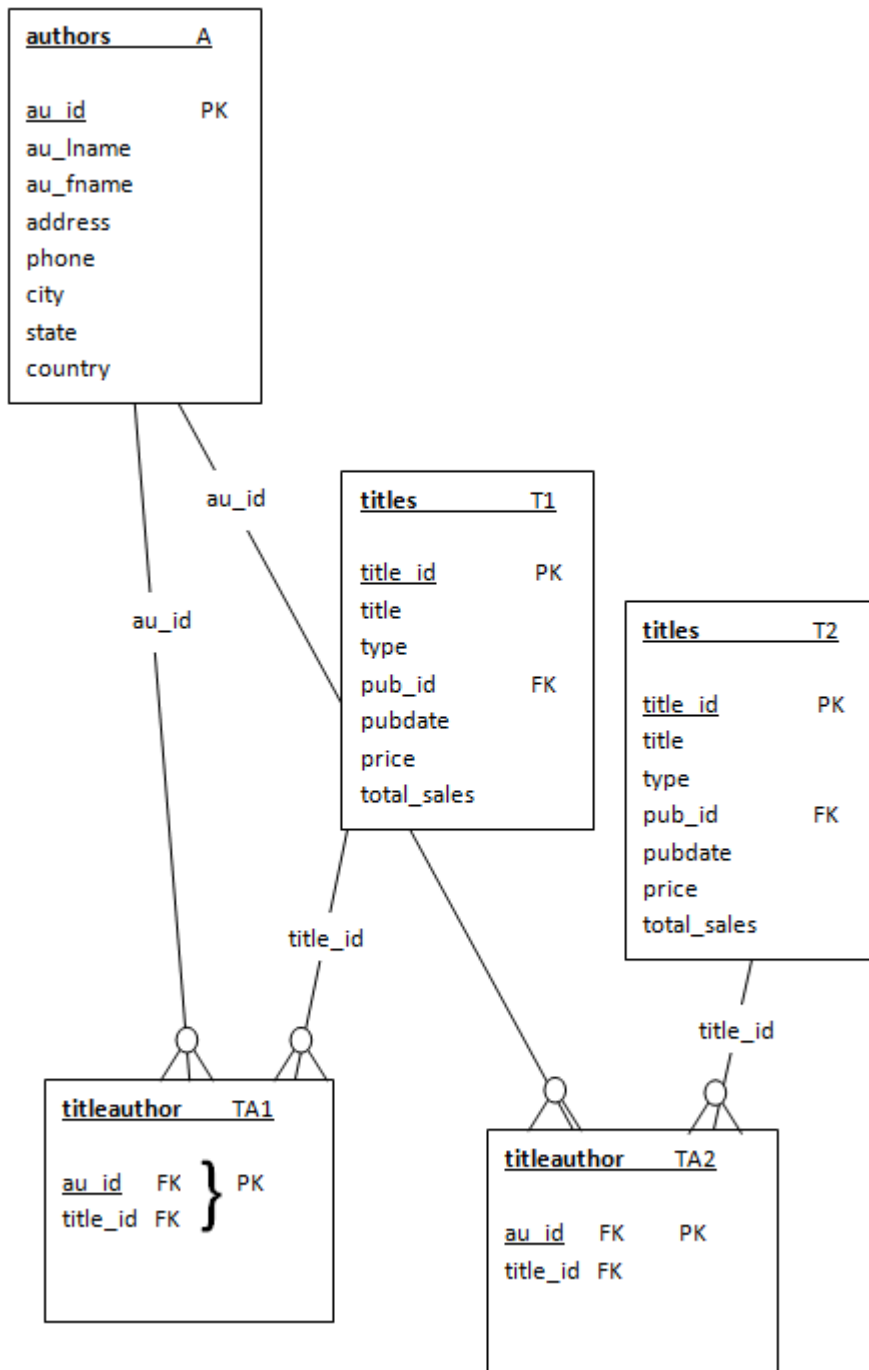 authors A
au_id PK
au_lname
au_fname
address
phone
city
state
country
au_id
au_id
titles T1
title_id PK
title
type
pub_id FK
pubdate
price
total_sales
titles T2
title_id PK
title
type
pub_id FK
pubdate
price
total_sales
title_id
title_id
titleauthor TA1
au_id FK } PK
title_id FK
titleauthor TA2
au_id FK PK
title_id FK